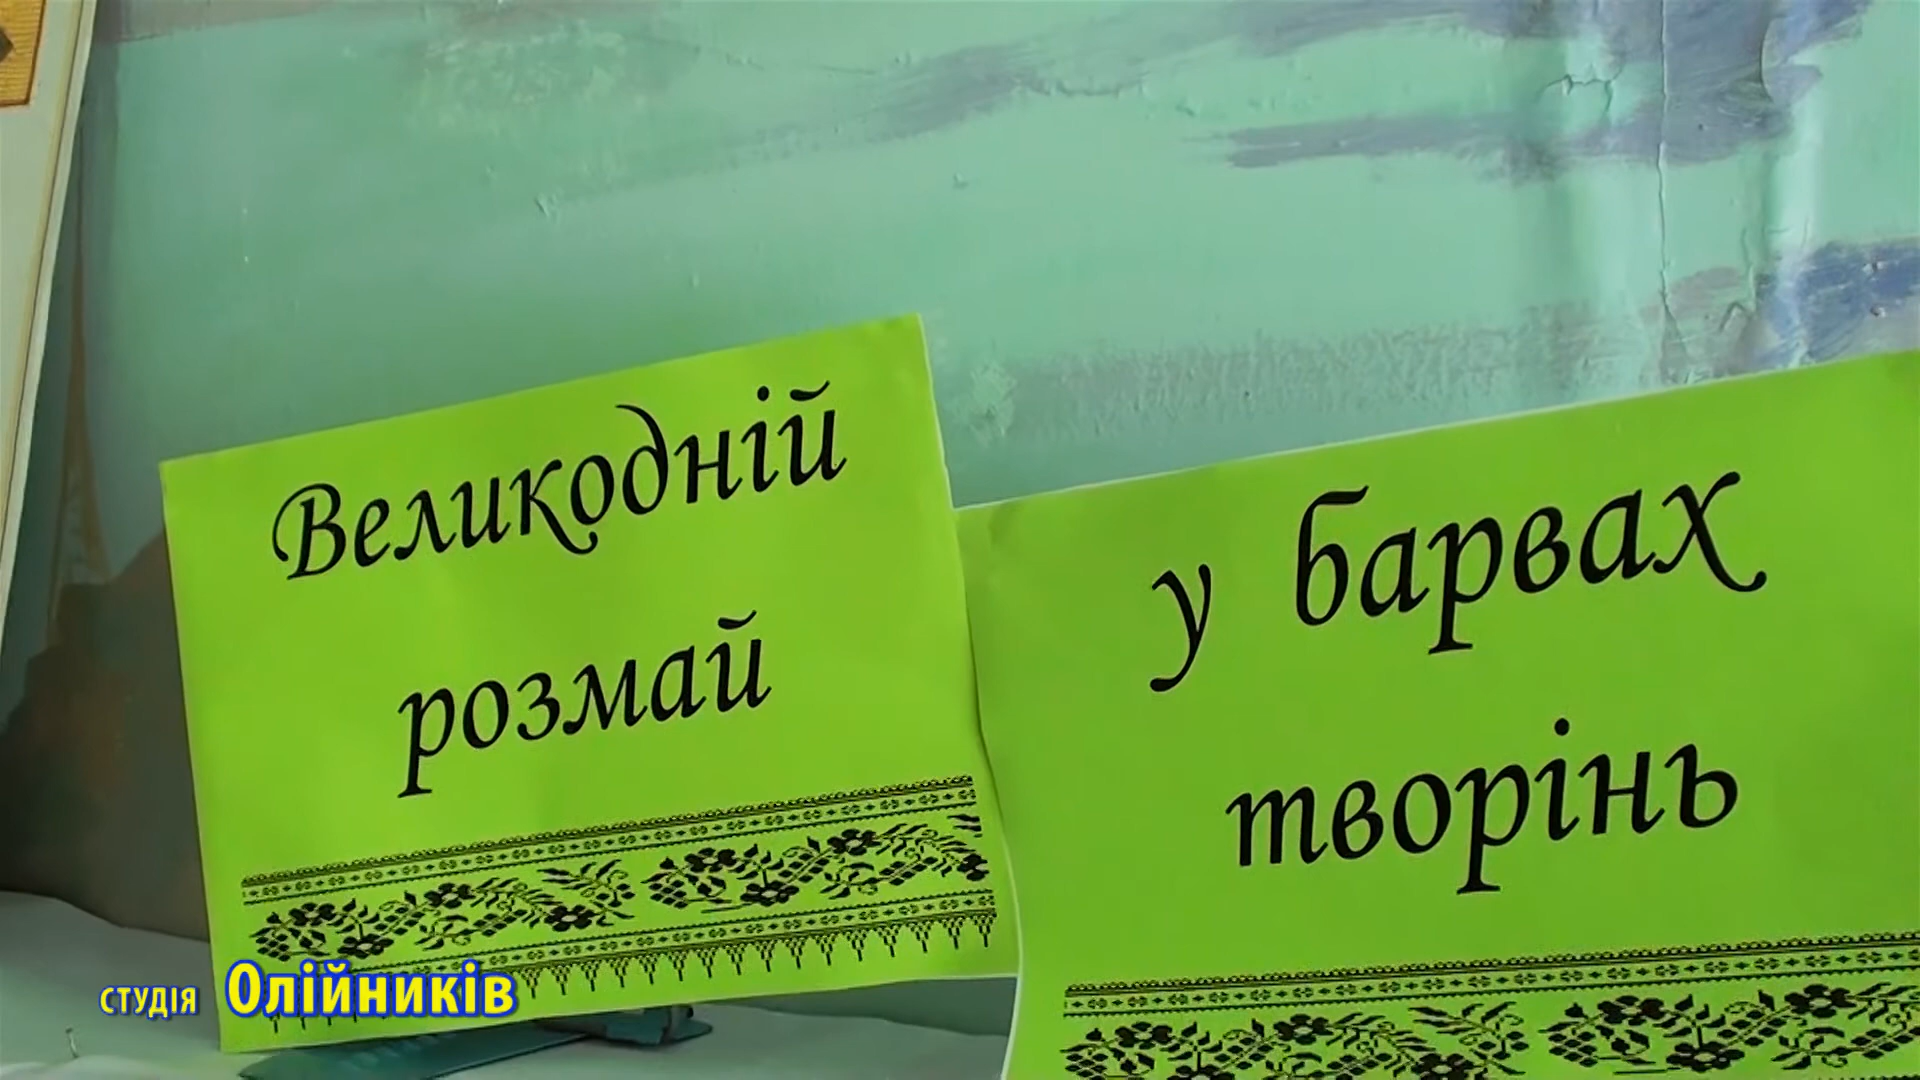 Великодній
розмай
у барвах
творінь
студія Олійників